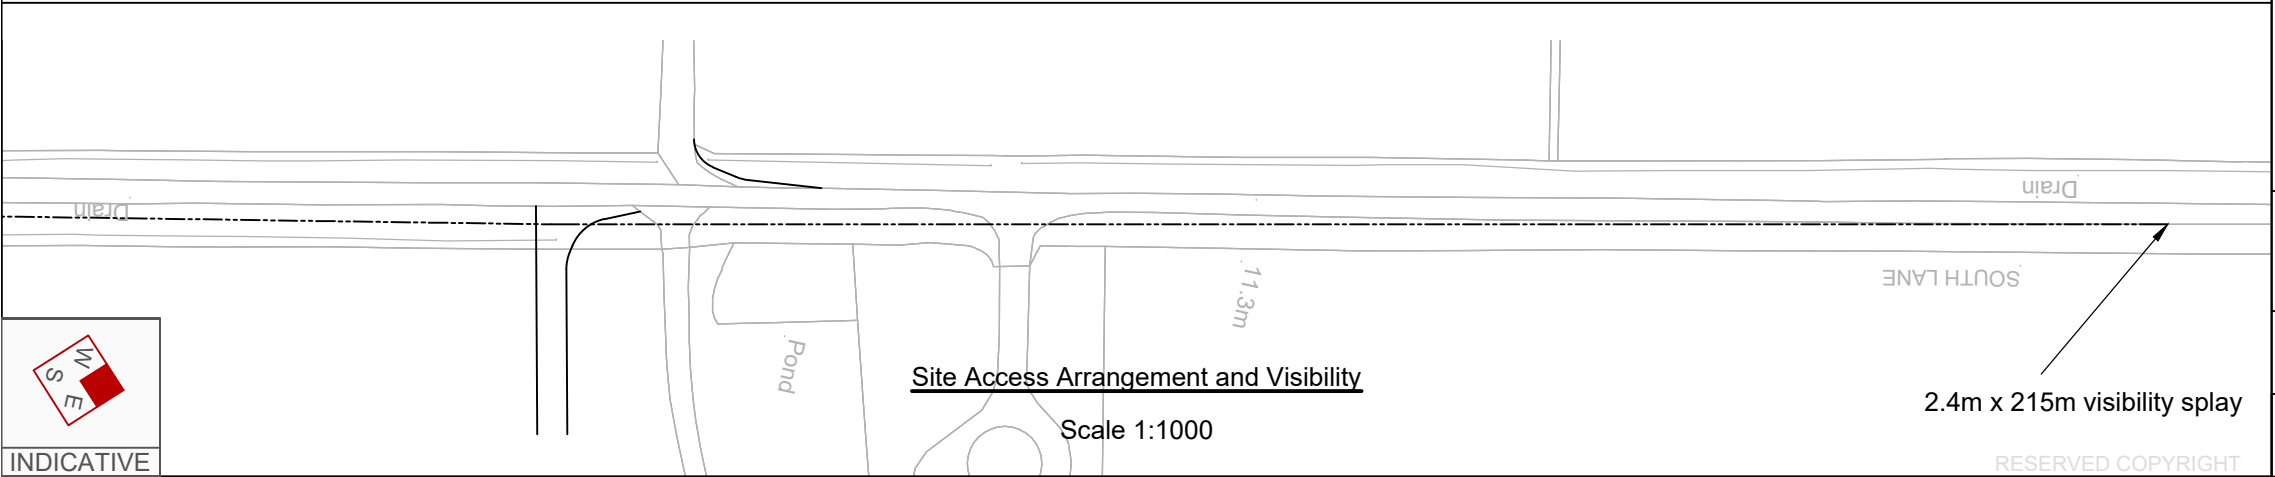 Drain
Drain
SOUTH LANE
11.3m
Pond
W
S
E
INDICATIVE
Site Access Arrangement and Visibility
Scale 1:1000
2.4m x 215m visibility splay
RESERVED COPYRIGHT